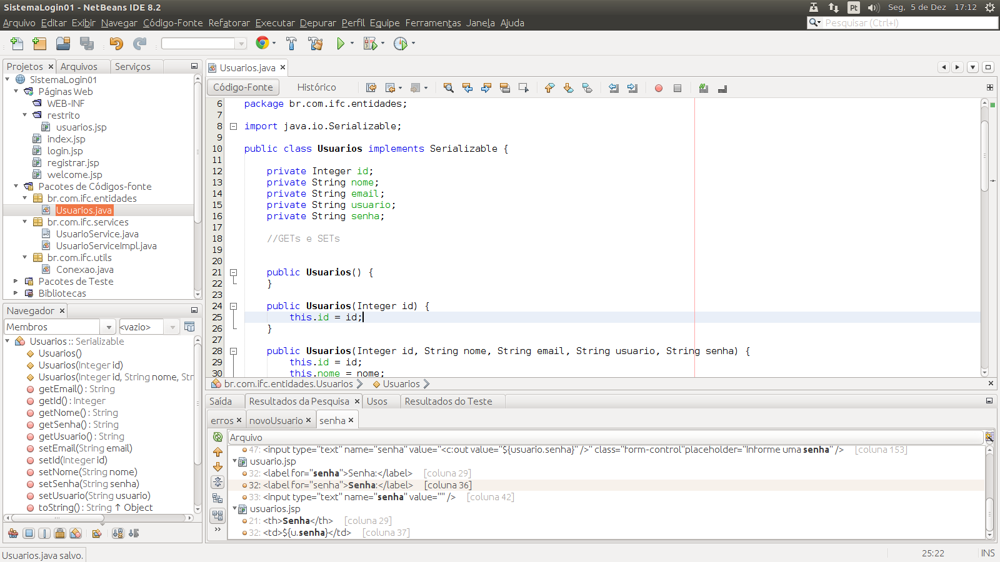 SistemaLogin01 - NetBeans IDE 8.2
Pt
Seg, 5 de Dez 17:12
Arquivo Editar Exibir Navegar Código-Fonte Refatorar Executar Depurar Perfil Equipe Ferramentas Janela Ajuda
Pesquisar (Ctrl+I)
Projetos Arquivos Serviços
SistemaLogin01
Páginas Web
WEB-INF
restrito
usuarios.jsp
index.jsp
login.jsp
registrar.jsp
welcome.jsp
Pacotes de Códigos-fonte
br.com.ifc.entidades
Usuarios.java
br.com.ifc.services
UsuarioService.java
UsuarioServiceImpl.java
br.com.ifc.utils
Conexao.java
Pacotes de Teste
Bibliotecas
Navegador
Membros <vazio>
Usuarios :: Serializable
Usuarios()
Usuarios(Integer id)
Usuarios(Integer id, String nome, Str
getEmail() : String
getId() : Integer
getNome() : String
getSenha() : String
getUsuario() : String
setEmail(String email)
setId(Integer id)
setNome(String nome)
setSenha(String senha)
setUsuario(String usuario)
toString() : String ↑ Object
Usuarios.java
Código-Fonte Histórico
6 package br.com.ifc.entidades;
7
8 import java.io.Serializable;
9
10 public class Usuarios implements Serializable {
11
12 private Integer id;
13 private String nome;
14 private String email;
15 private String usuario;
16 private String senha;
17
18 //GETs e SETs
19
20
21 public Usuarios() {
22 }
23
24 public Usuarios(Integer id) {
25 this.id = id;
26 }
27
28 public Usuarios(Integer id, String nome, String email, String usuario, String senha) {
29 this.id = id;
30 this.nome = nome;
br.com.ifc.entidades.Usuarios Usuarios
Saída Resultados da Pesquisa Usos Resultados do Teste
erros novoUsuario senha
Arquivo
47: <input type="text" name="senha" value="<c:out value="${usuario.senha}" />" class="form-control"placeholder="Informe uma senha" /> [coluna 153]
usuario.jsp
32: <label for="senha">Senha:</label> [coluna 29]
32: <label for="senha">Senha:</label> [coluna 36]
33: <input type="text" name="senha" value="" /> [coluna 42]
usuarios.jsp
21: <th>Senha</th> [coluna 29]
32: <td>${u.senha}</td> [coluna 37]
Usuarios.java salvo.
25:22 INS